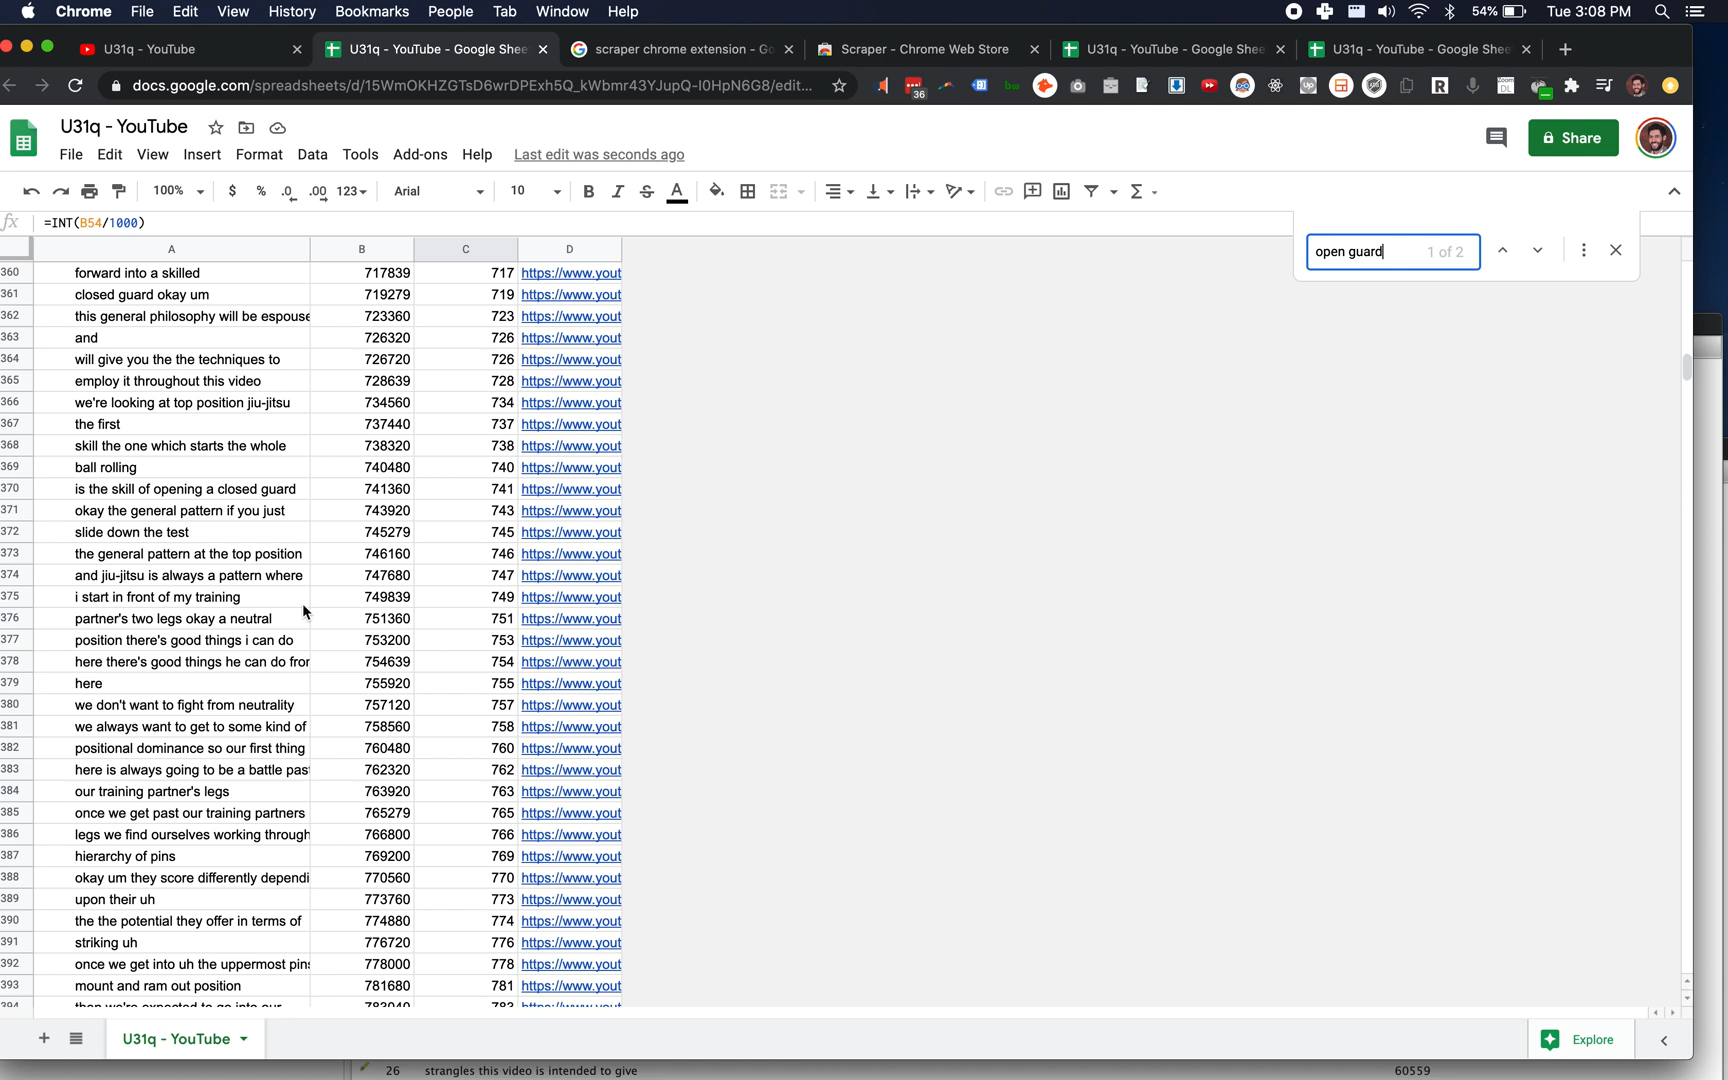 Chrome File Edit View History Bookmarks People Tab Window Help 54% Tue 3:08 PM
U31q - YouTube
U31q - YouTube - Google Shee
scraper chrome extension - Go
Scraper - Chrome Web Store
U31q - YouTube - Google Shee
U31q - YouTube - Google Shee
docs.google.com/spreadsheets/d/15WmOKHZGTsD6wrDPExh5Q_kWbmr43YJupQ-I0HpN6G8/edit...
36
U31q - YouTube
File Edit View Insert Format Data Tools Add-ons Help Last edit was seconds ago
Share
100% $ % .0 .00 123 Arial 10 B I S A
fx =INT(B54/1000)
open guard 1 of 2
A B C D
360 forward into a skilled 717839 717 https://www.yout
361 closed guard okay um 719279 719 https://www.yout
362 this general philosophy will be espouse 723360 723 https://www.yout
363 and 726320 726 https://www.yout
364 will give you the the techniques to 726720 726 https://www.yout
365 employ it throughout this video 728639 728 https://www.yout
366 we're looking at top position jiu-jitsu 734560 734 https://www.yout
367 the first 737440 737 https://www.yout
368 skill the one which starts the whole 738320 738 https://www.yout
369 ball rolling 740480 740 https://www.yout
370 is the skill of opening a closed guard 741360 741 https://www.yout
371 okay the general pattern if you just 743920 743 https://www.yout
372 slide down the test 745279 745 https://www.yout
373 the general pattern at the top position 746160 746 https://www.yout
374 and jiu-jitsu is always a pattern where 747680 747 https://www.yout
375 i start in front of my training 749839 749 https://www.yout
376 partner's two legs okay a neutral 751360 751 https://www.yout
377 position there's good things i can do 753200 753 https://www.yout
378 here there's good things he can do fror 754639 754 https://www.yout
379 here 755920 755 https://www.yout
380 we don't want to fight from neutrality 757120 757 https://www.yout
381 we always want to get to some kind of 758560 758 https://www.yout
382 positional dominance so our first thing 760480 760 https://www.yout
383 here is always going to be a battle past 762320 762 https://www.yout
384 our training partner's legs 763920 763 https://www.yout
385 once we get past our training partners 765279 765 https://www.yout
386 legs we find ourselves working through 766800 766 https://www.yout
387 hierarchy of pins 769200 769 https://www.yout
388 okay um they score differently dependi 770560 770 https://www.yout
389 upon their uh 773760 773 https://www.yout
390 the the potential they offer in terms of 774880 774 https://www.yout
391 striking uh 776720 776 https://www.yout
392 once we get into uh the uppermost pins 778000 778 https://www.yout
393 mount and ram out position 781680 781 https://www.yout
U31q - YouTube
Explore
26 strangles this video is intended to give 60559